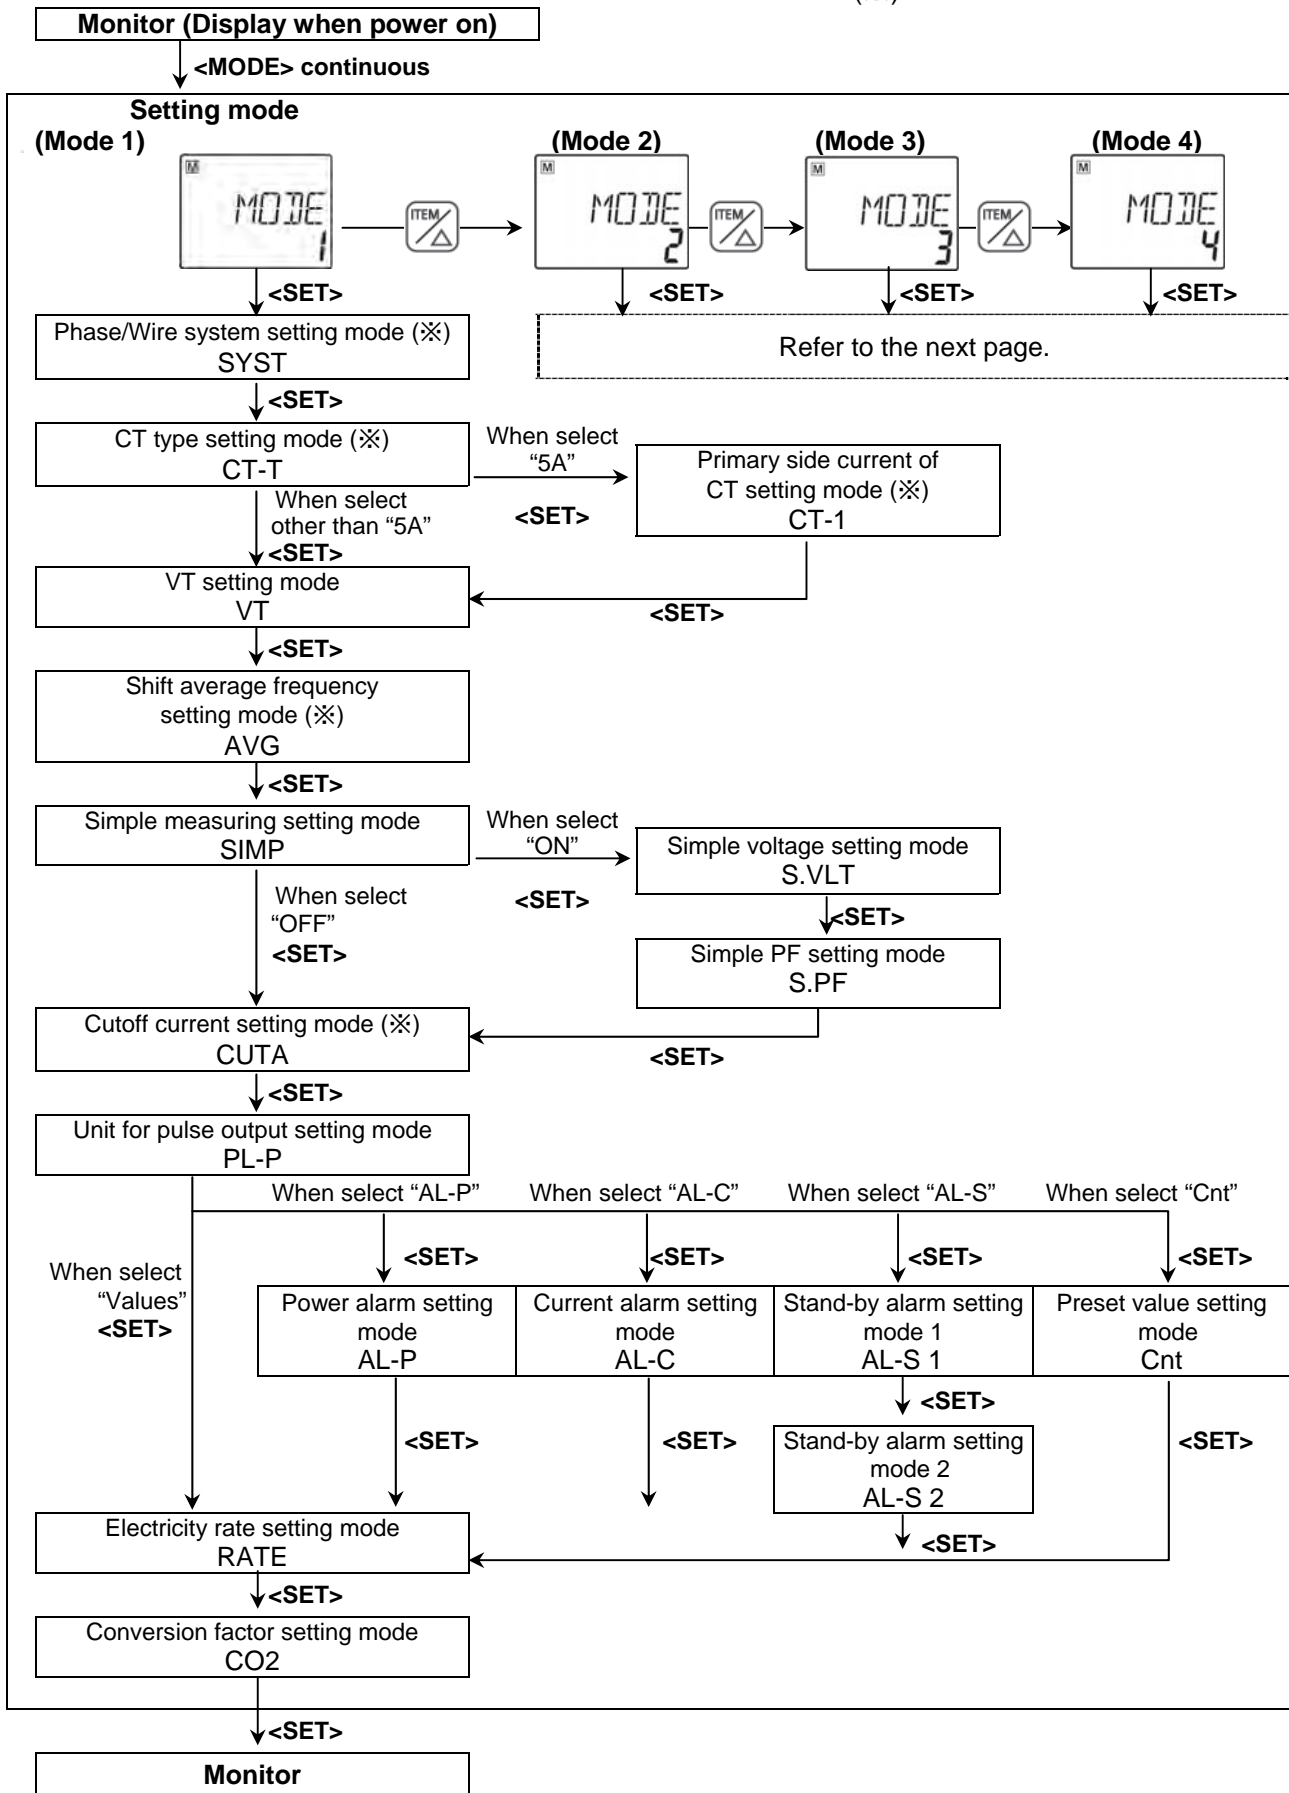 Monitor (Display when power on)
<MODE> continuous
Setting mode
(Mode 1)
(Mode 2)
(Mode 3)
(Mode 4)
M
MODE
1
ITEM/△
M
MODE
2
ITEM/△
M
MODE
3
ITEM/△
M
MODE
4
<SET>
<SET>
<SET>
<SET>
Phase/Wire system setting mode (※)
SYST
Refer to the next page.
<SET>
CT type setting mode (※)
CT-T
When select
“5A”
<SET>
Primary side current of
CT setting mode (※)
CT-1
When select
other than “5A”
<SET>
VT setting mode
VT
<SET>
<SET>
Shift average frequency
setting mode (※)
AVG
<SET>
Simple measuring setting mode
SIMP
When select
“ON”
<SET>
Simple voltage setting mode
S.VLT
<SET>
When select
“OFF”
<SET>
Simple PF setting mode
S.PF
Cutoff current setting mode (※)
CUTA
<SET>
<SET>
Unit for pulse output setting mode
PL-P
When select “AL-P”
When select “AL-C”
When select “AL-S”
When select “Cnt”
<SET>
<SET>
<SET>
<SET>
When select
“Values”
<SET>
Power alarm setting
mode
AL-P
Current alarm setting
mode
AL-C
Stand-by alarm setting
mode 1
AL-S 1
Preset value setting
mode
Cnt
<SET>
<SET>
<SET>
<SET>
Stand-by alarm setting
mode 2
AL-S 2
<SET>
Electricity rate setting mode
RATE
<SET>
Conversion factor setting mode
CO2
<SET>
Monitor